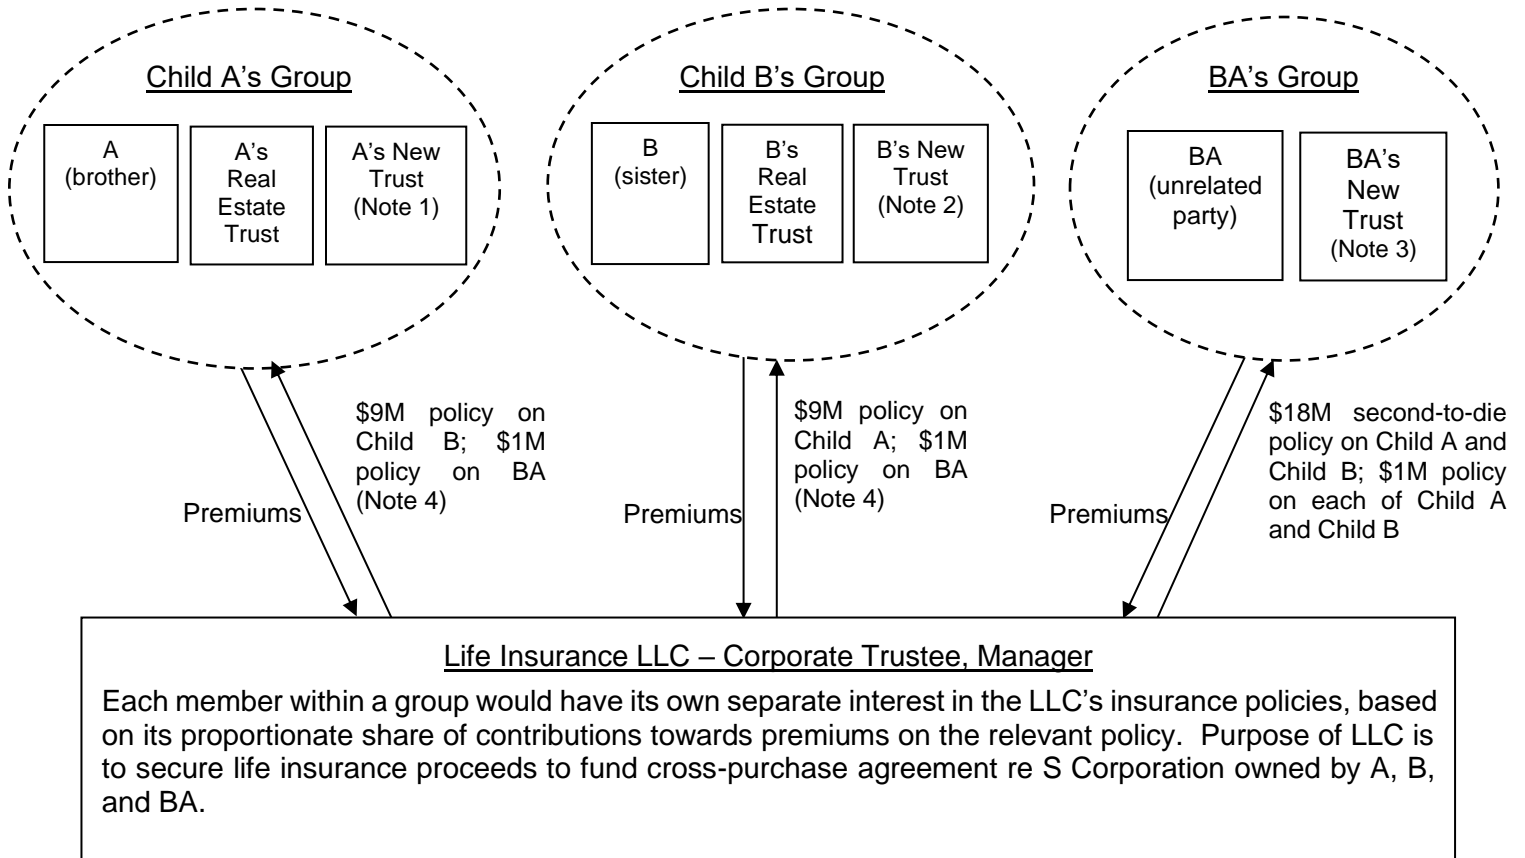 Child A's Group
A
(brother)
A's
Real
Estate
Trust
A's New
Trust
(Note 1)
Child B's Group
B
(sister)
B's
Real
Estate
Trust
B's New
Trust
(Note 2)
BA's Group
BA
(unrelated
party)
BA's
New
Trust
(Note 3)
Premiums
$9M policy on
Child B; $1M
policy on BA
(Note 4)
Premiums
$9M policy on
Child A; $1M
policy on BA
(Note 4)
Premiums
$18M second-to-die
policy on Child A and
Child B; $1M policy
on each of Child A
and Child B
Life Insurance LLC – Corporate Trustee, Manager
Each member within a group would have its own separate interest in the LLC's insurance policies, based
on its proportionate share of contributions towards premiums on the relevant policy. Purpose of LLC is
to secure life insurance proceeds to fund cross-purchase agreement re S Corporation owned by A, B,
and BA.